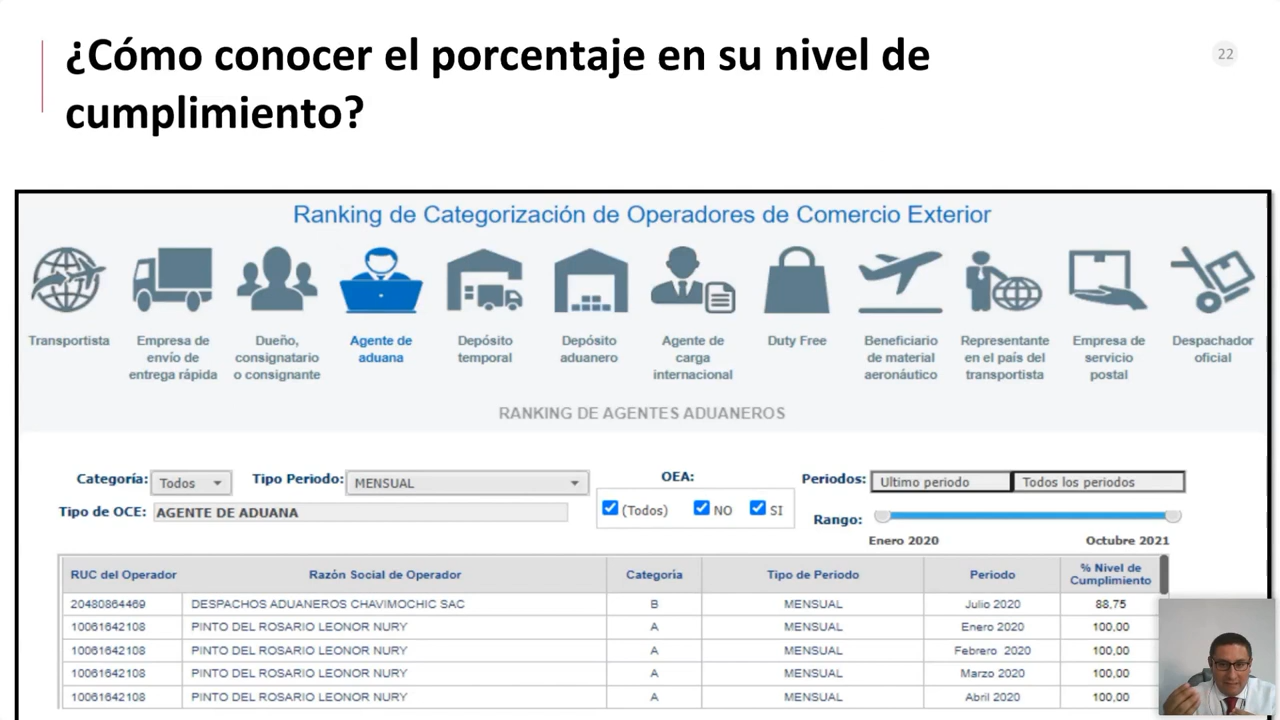 ¿Cómo conocer el porcentaje en su nivel de
cumplimiento?
22
Ranking de Categorización de Operadores de Comercio Exterior
Transportista
Empresa de
envío de
entrega rápida
Dueño,
consignatario
o consignante
Agente de
aduana
Depósito
temporal
Depósito
aduanero
Agente de
carga
internacional
Duty Free
Beneficiario
de material
aeronáutico
Representante
en el país del
transportista
Empresa de
servicio
postal
Despachador
oficial
RANKING DE AGENTES ADUANEROS
Categoría: Todos
Tipo Periodo: MENSUAL
OEA:
(Todos) NO SI
Periodos: Ultimo periodo Todos los periodos
Tipo de OCE: AGENTE DE ADUANA
Rango:
Enero 2020 Octubre 2021
RUC del Operador Razón Social de Operador Categoría Tipo de Periodo Periodo % Nivel de
Cumplimiento
20480864469 DESPACHOS ADUANEROS CHAVIMOCHIC SAC B MENSUAL Julio 2020 88,75
10061642108 PINTO DEL ROSARIO LEONOR NURY A MENSUAL Enero 2020 100,00
10061642108 PINTO DEL ROSARIO LEONOR NURY A MENSUAL Febrero 2020 100,00
10061642108 PINTO DEL ROSARIO LEONOR NURY A MENSUAL Marzo 2020 100,00
10061642108 PINTO DEL ROSARIO LEONOR NURY A MENSUAL Abril 2020 100,00